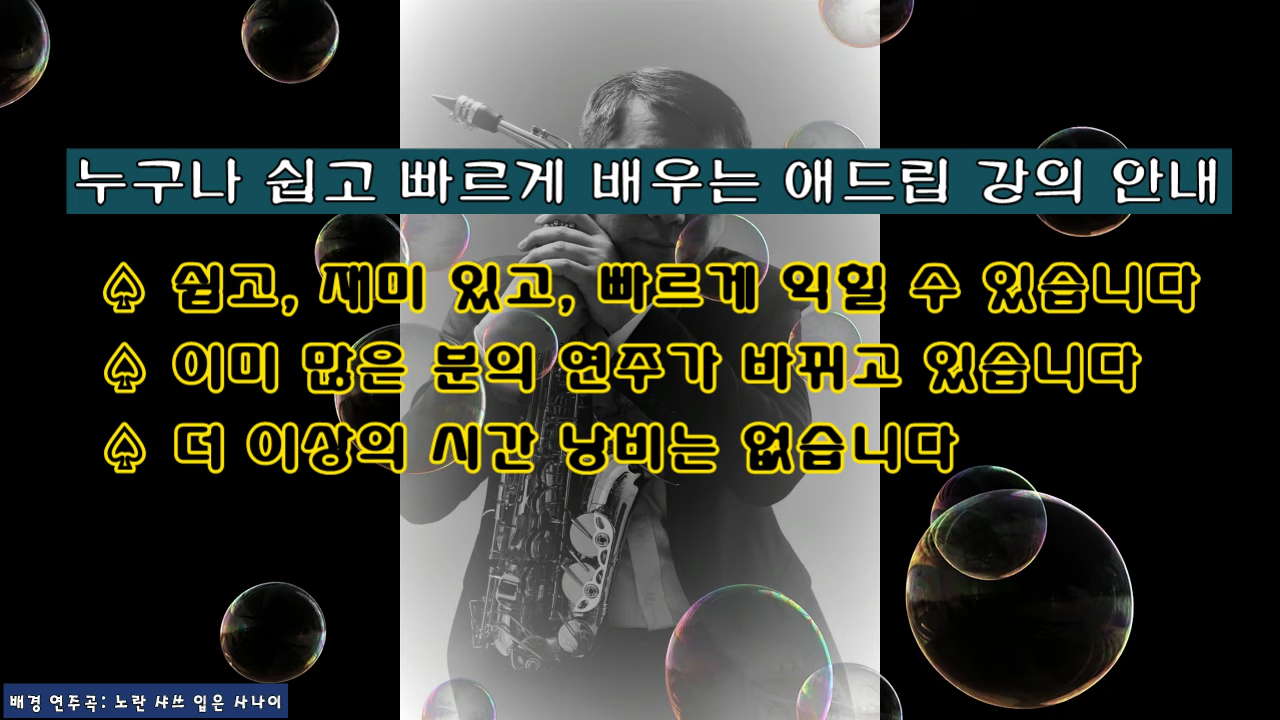 누구나 쉽고 빠르게 배우는 애드립 강의 안내
♤ 쉽고, 재미 있고, 빠르게 익힐 수 있습니다
♤ 이미 많은 분의 연주가 바뀌고 있습니다
♤ 더 이상의 시간 낭비는 없습니다
배경 연주곡: 노란 샤쓰 입은 사나이